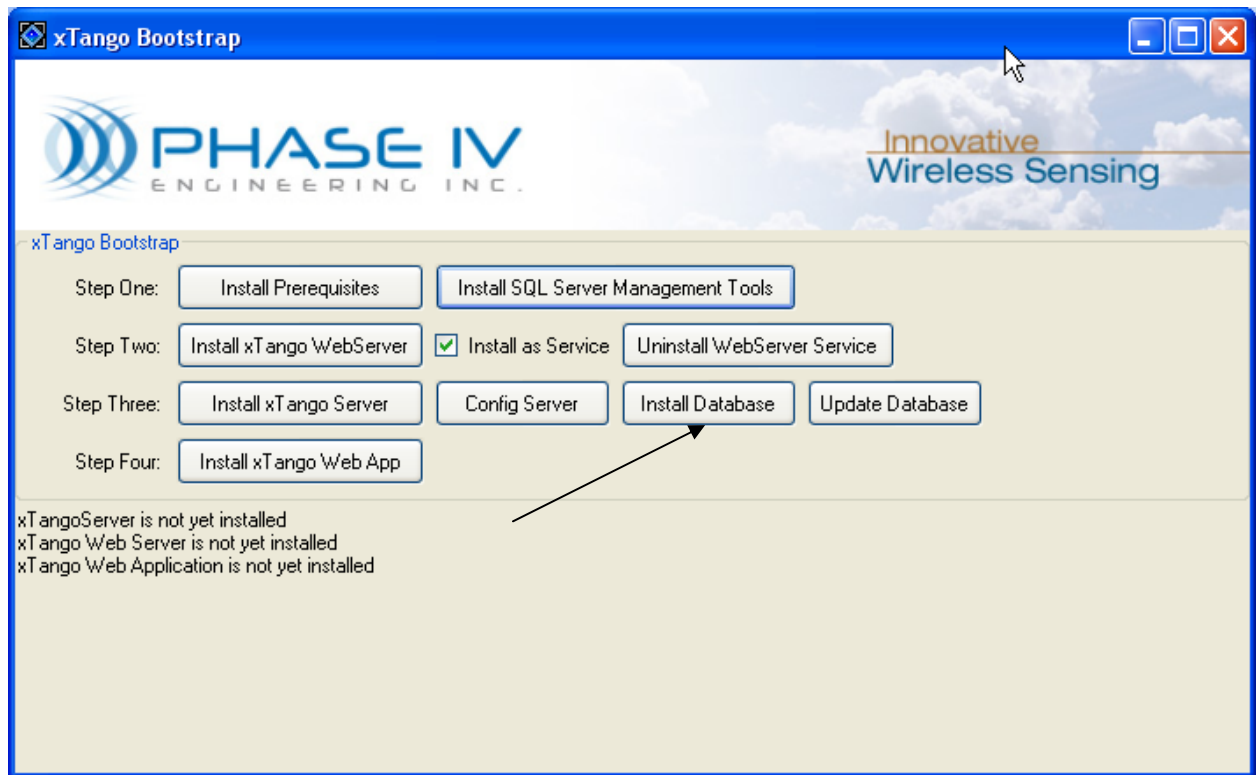 xTango Bootstrap
PHASE IV
ENGINEERING INC.
Innovative
Wireless Sensing
xTango Bootstrap
Step One: Install Prerequisites Install SQL Server Management Tools
Step Two: Install xTango WebServer Install as Service Uninstall WebServer Service
Step Three: Install xTango Server Config Server Install Database Update Database
Step Four: Install xTango Web App
xTangoServer is not yet installed
xTango Web Server is not yet installed
xTango Web Application is not yet installed